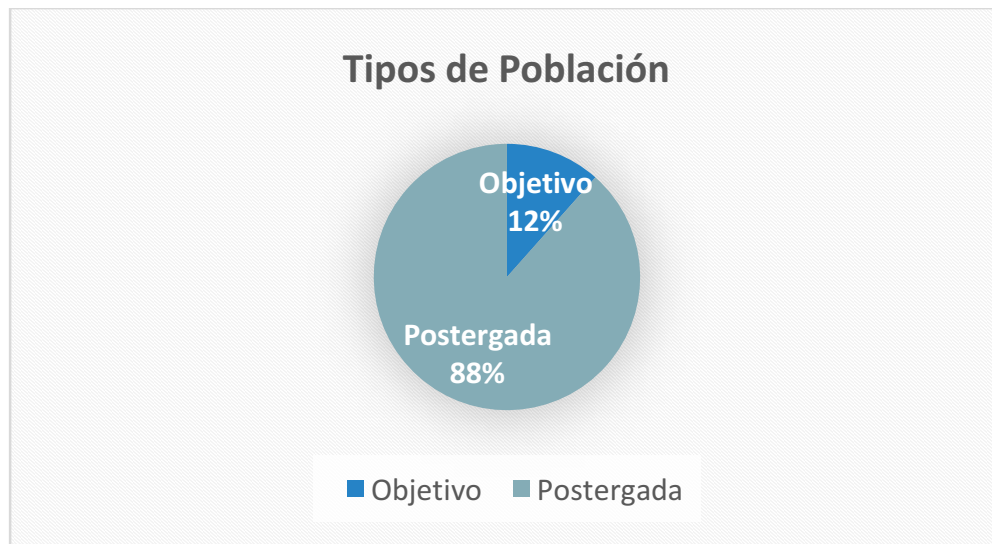 Tipos de Población
Objetivo
12%
Postergada
88%
Objetivo
Postergada